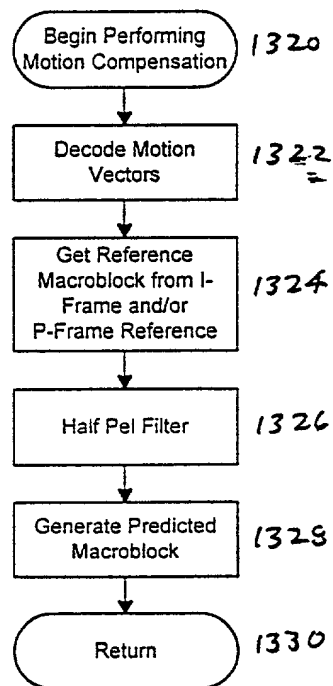 Begin Performing
Motion Compensation
1320
Decode Motion
Vectors
1322
Get Reference
Macroblock from I-
Frame and/or
P-Frame Reference
1324
Half Pel Filter
1326
Generate Predicted
Macroblock
1328
Return
1330